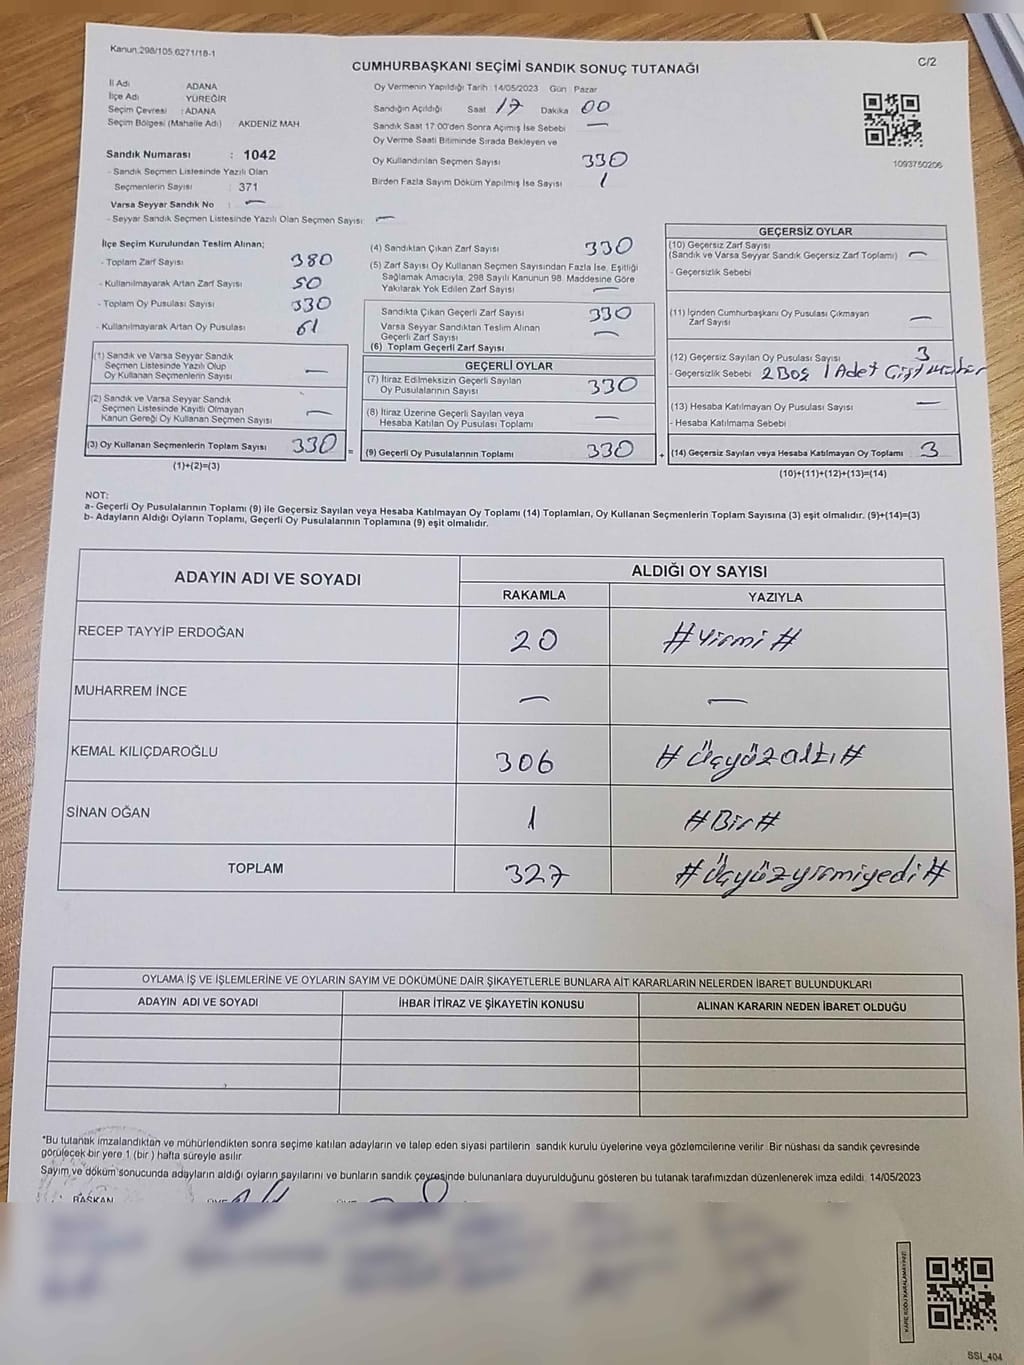 Kanun.298/105.6271/18-1
C/2
CUMHURBAŞKANI SEÇİMİ SANDIK SONUÇ TUTANAĞI
İl Adı ADANA
İlçe Adı : YÜREĞİR
Seçim Çevresi : ADANA
Seçim Bölgesi (Mahalle Adı) : AKDENİZ MAH
Sandık Numarası : 1042
- Sandık Seçmen Listesinde Yazılı Olan
Seçmenlerin Sayısı : 371
Varsa Seyyar Sandık No : —
- Seyyar Sandık Seçmen Listesinde Yazılı Olan Seçmen Sayısı: —
Oy Vermenin Yapıldığı Tarih : 14/05/2023 Gün : Pazar
Sandığın Açıldığı Saat 17 Dakika 00
Sandık Saat 17:00'den Sonra Açımış İse Sebebi —
Oy Verme Saati Bitiminde Sırada Bekleyen ve
Oy Kullandırılan Seçmen Sayısı 330
Birden Fazla Sayım Döküm Yapılmış İse Sayısı 1
1093750206
İlçe Seçim Kurulundan Teslim Alınan;
- Toplam Zarf Sayısı 380
- Kullanılmayarak Artan Zarf Sayısı 50
- Toplam Oy Pusulası Sayısı 330
- Kullanılmayarak Artan Oy Pusulası 61
(1) Sandık ve Varsa Seyyar Sandık
Seçmen Listesinde Yazılı Olup
Oy Kullanan Seçmenlerin Sayısı —
(2) Sandık ve Varsa Seyyar Sandık
Seçmen Listesinde Kayıtlı Olmayan
Kanun Gereği Oy Kullanan Seçmen Sayısı —
(3) Oy Kullanan Seçmenlerin Toplam Sayısı 330 =
(1)+(2)=(3)
(4) Sandıktan Çıkan Zarf Sayısı 330
(5) Zarf Sayısı Oy Kullanan Seçmen Sayısından Fazla İse, Eşitliği
Sağlamak Amacıyla, 298 Sayılı Kanunun 98. Maddesine Göre
Yakılarak Yok Edilen Zarf Sayısı —
Sandıkta Çıkan Geçerli Zarf Sayısı 330
Varsa Seyyar Sandıktan Teslim Alınan
Geçerli Zarf Sayısı —
(6) Toplam Geçerli Zarf Sayısı
GEÇERLİ OYLAR
(7) İtiraz Edilmeksizin Geçerli Sayılan
Oy Pusulalarının Sayısı 330
(8) İtiraz Üzerine Geçerli Sayılan veya
Hesaba Katılan Oy Pusulası Toplamı —
(9) Geçerli Oy Pusulalarının Toplamı 330 +
GEÇERSİZ OYLAR
(10) Geçersiz Zarf Sayısı
(Sandık ve Varsa Seyyar Sandık Geçersiz Zarf Toplamı) —
- Geçersizlik Sebebi
(11) İçinden Cumhurbaşkanı Oy Pusulası Çıkmayan
Zarf Sayısı —
(12) Geçersiz Sayılan Oy Pusulası Sayısı 3
- Geçersizlik Sebebi 2 Boş 1 Adet Çift mühür
(13) Hesaba Katılmayan Oy Pusulası Sayısı —
- Hesaba Katılmama Sebebi
(14) Geçersiz Sayılan veya Hesaba Katılmayan Oy Toplamı 3
(10)+(11)+(12)+(13)=(14)
NOT:
a- Geçerli Oy Pusulalarının Toplamı (9) ile Geçersiz Sayılan veya Hesaba Katılmayan Oy Toplamı (14) Toplamları, Oy Kullanan Seçmenlerin Toplam Sayısına (3) eşit olmalıdır. (9)+(14)=(3)
b- Adayların Aldığı Oyların Toplamı, Geçerli Oy Pusulalarının Toplamına (9) eşit olmalıdır.
ADAYIN ADI VE SOYADI ALDIĞI OY SAYISI
RAKAMLA YAZIYLA
RECEP TAYYİP ERDOĞAN 20 #Yirmi#
MUHARREM İNCE — —
KEMAL KILIÇDAROĞLU 306 #Üçyüzaltı#
SİNAN OĞAN 1 #Bir#
TOPLAM 327 #Üçyüzyirmiyedi#
OYLAMA İŞ VE İŞLEMLERİNE VE OYLARIN SAYIM VE DÖKÜMÜNE DAİR ŞİKAYETLERLE BUNLARA AİT KARARLARIN NELERDEN İBARET BULUNDUKLARI
ADAYIN ADI VE SOYADI İHBAR İTİRAZ VE ŞİKAYETİN KONUSU ALINAN KARARIN NEDEN İBARET OLDUĞU
*Bu tutanak imzalandıktan ve mühürlendikten sonra seçime katılan adayların ve talep eden siyasi partilerin sandık kurulu üyelerine veya gözlemcilerine verilir. Bir nüshası da sandık çevresinde
görülecek bir yere 1 (bir) hafta süreyle asılır.
Sayım ve döküm sonucunda adayların aldığı oyların sayılarını ve bunların sandık çevresinde bulunanlara duyurulduğunu gösteren bu tutanak tarafımızdan düzenlenerek imza edildi. 14/05/2023
BAŞKAN ÜYE ÜYE
KARE KODU KARALAMAYINIZ!
SSI_404